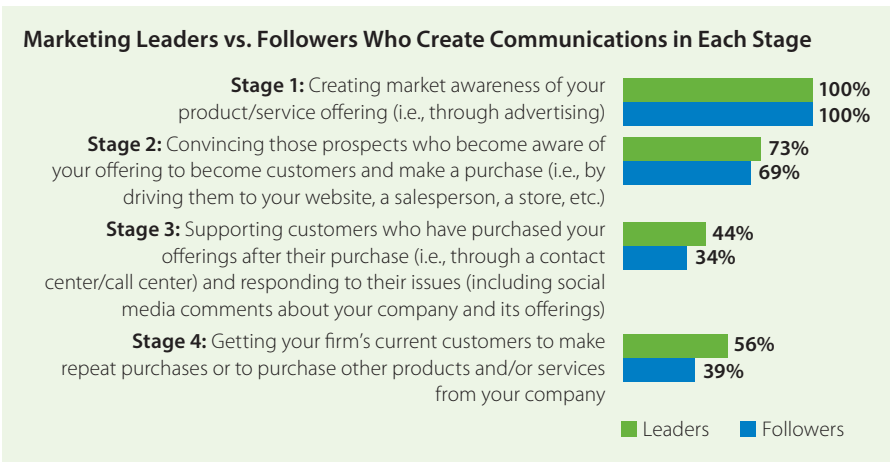 Marketing Leaders vs. Followers Who Create Communications in Each Stage
Stage 1: Creating market awareness of your
product/service offering (i.e., through advertising)
100%
100%
Stage 2: Convincing those prospects who become aware of
your offering to become customers and make a purchase (i.e., by
driving them to your website, a salesperson, a store, etc.)
73%
69%
Stage 3: Supporting customers who have purchased your
offerings after their purchase (i.e., through a contact
center/call center) and responding to their issues (including social
media comments about your company and its offerings)
44%
34%
Stage 4: Getting your firm's current customers to make
repeat purchases or to purchase other products and/or services
from your company
56%
39%
Leaders Followers